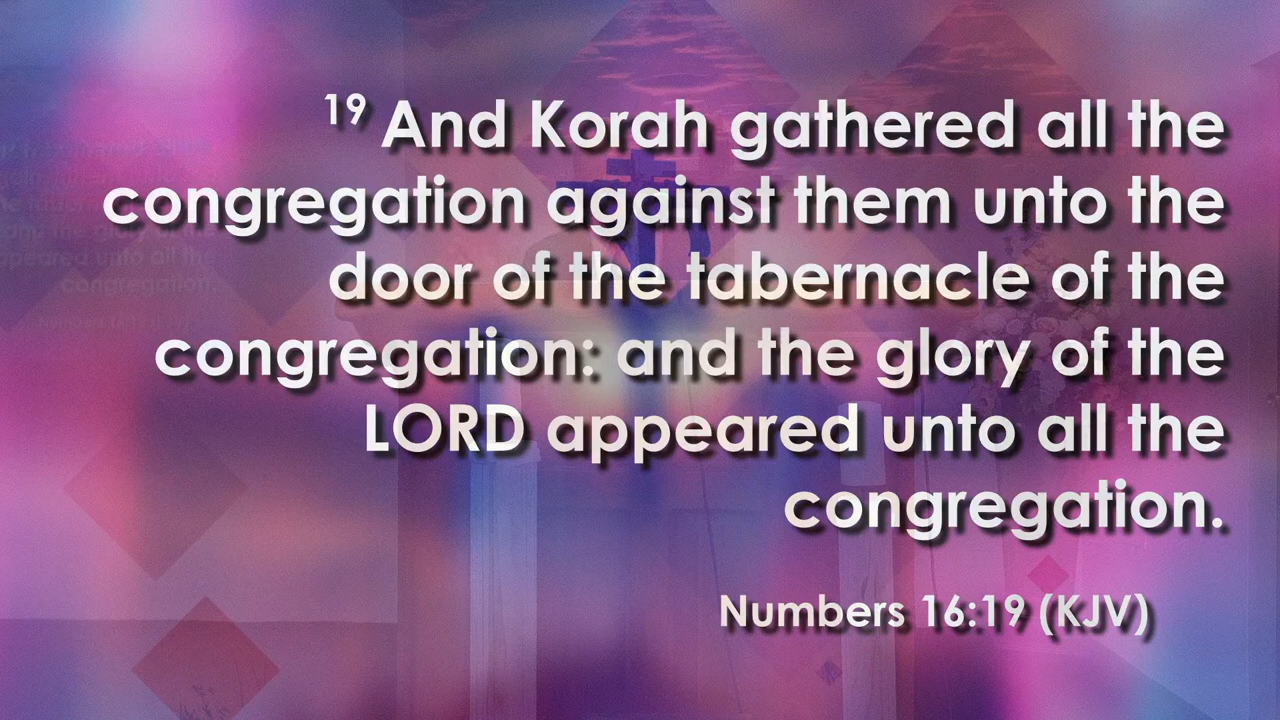 19 And Korah gathered all the
congregation against them unto the
door of the tabernacle of the
congregation: and the glory of the
LORD appeared unto all the
congregation.
Numbers 16:19 (KJV)